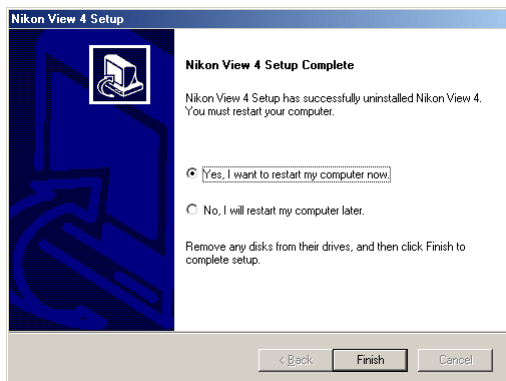 Nikon View 4 Setup
Nikon View 4 Setup Complete
Nikon View 4 Setup has successfully uninstalled Nikon View 4.
You must restart your computer.
Yes, I want to restart my computer now.
No, I will restart my computer later.
Remove any disks from their drives, and then click Finish to
complete setup.
< Back Finish Cancel